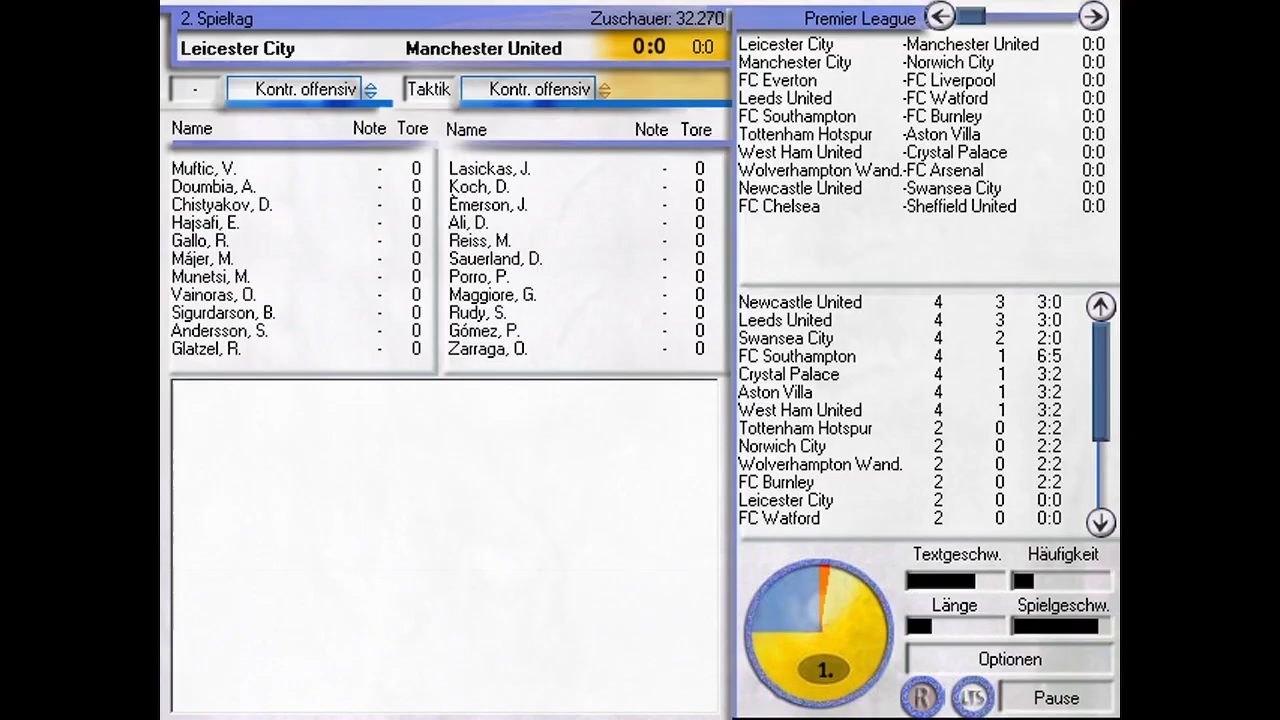 2. Spieltag Zuschauer: 32.270
Leicester City Manchester United 0:0 0:0
- Kontr. offensiv Taktik Kontr. offensiv
Name Note Tore Name Note Tore
Muftic, V. - 0 Lasickas, J. - 0
Doumbia, A. - 0 Koch, D. - 0
Chistyakov, D. - 0 Èmerson, J. - 0
Hajsafi, E. - 0 Ali, D. - 0
Gallo, R. - 0 Reiss, M. - 0
Májer, M. - 0 Sauerland, D. - 0
Munetsi, M. - 0 Porro, P. - 0
Vainoras, O. - 0 Maggiore, G. - 0
Sigurdarson, B. - 0 Rudy, S. - 0
Andersson, S. - 0 Gómez, P. - 0
Glatzel, R. - 0 Zarraga, O. - 0
Premier League
Leicester City -Manchester United 0:0
Manchester City -Norwich City 0:0
FC Everton -FC Liverpool 0:0
Leeds United -FC Watford 0:0
FC Southampton -FC Burnley 0:0
Tottenham Hotspur -Aston Villa 0:0
West Ham United -Crystal Palace 0:0
Wolverhampton Wand.-FC Arsenal 0:0
Newcastle United -Swansea City 0:0
FC Chelsea -Sheffield United 0:0
Newcastle United 4 3 3:0
Leeds United 4 3 3:0
Swansea City 4 2 2:0
FC Southampton 4 1 6:5
Crystal Palace 4 1 3:2
Aston Villa 4 1 3:2
West Ham United 4 1 3:2
Tottenham Hotspur 2 0 2:2
Norwich City 2 0 2:2
Wolverhampton Wand. 2 0 2:2
FC Burnley 2 0 2:2
Leicester City 2 0 0:0
FC Watford 2 0 0:0
Textgeschw. Häufigkeit
Länge Spielgeschw.
1.
Optionen
R LTS Pause